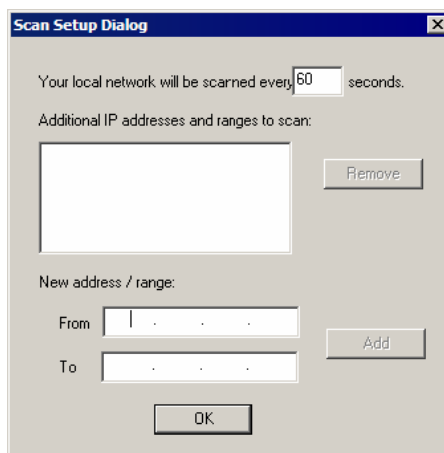 Scan Setup Dialog
Your local network will be scarned every 60 seconds.
Additional IP addresses and ranges to scan:
Remove
New address / range:
From . . .
Add
To . . .
OK